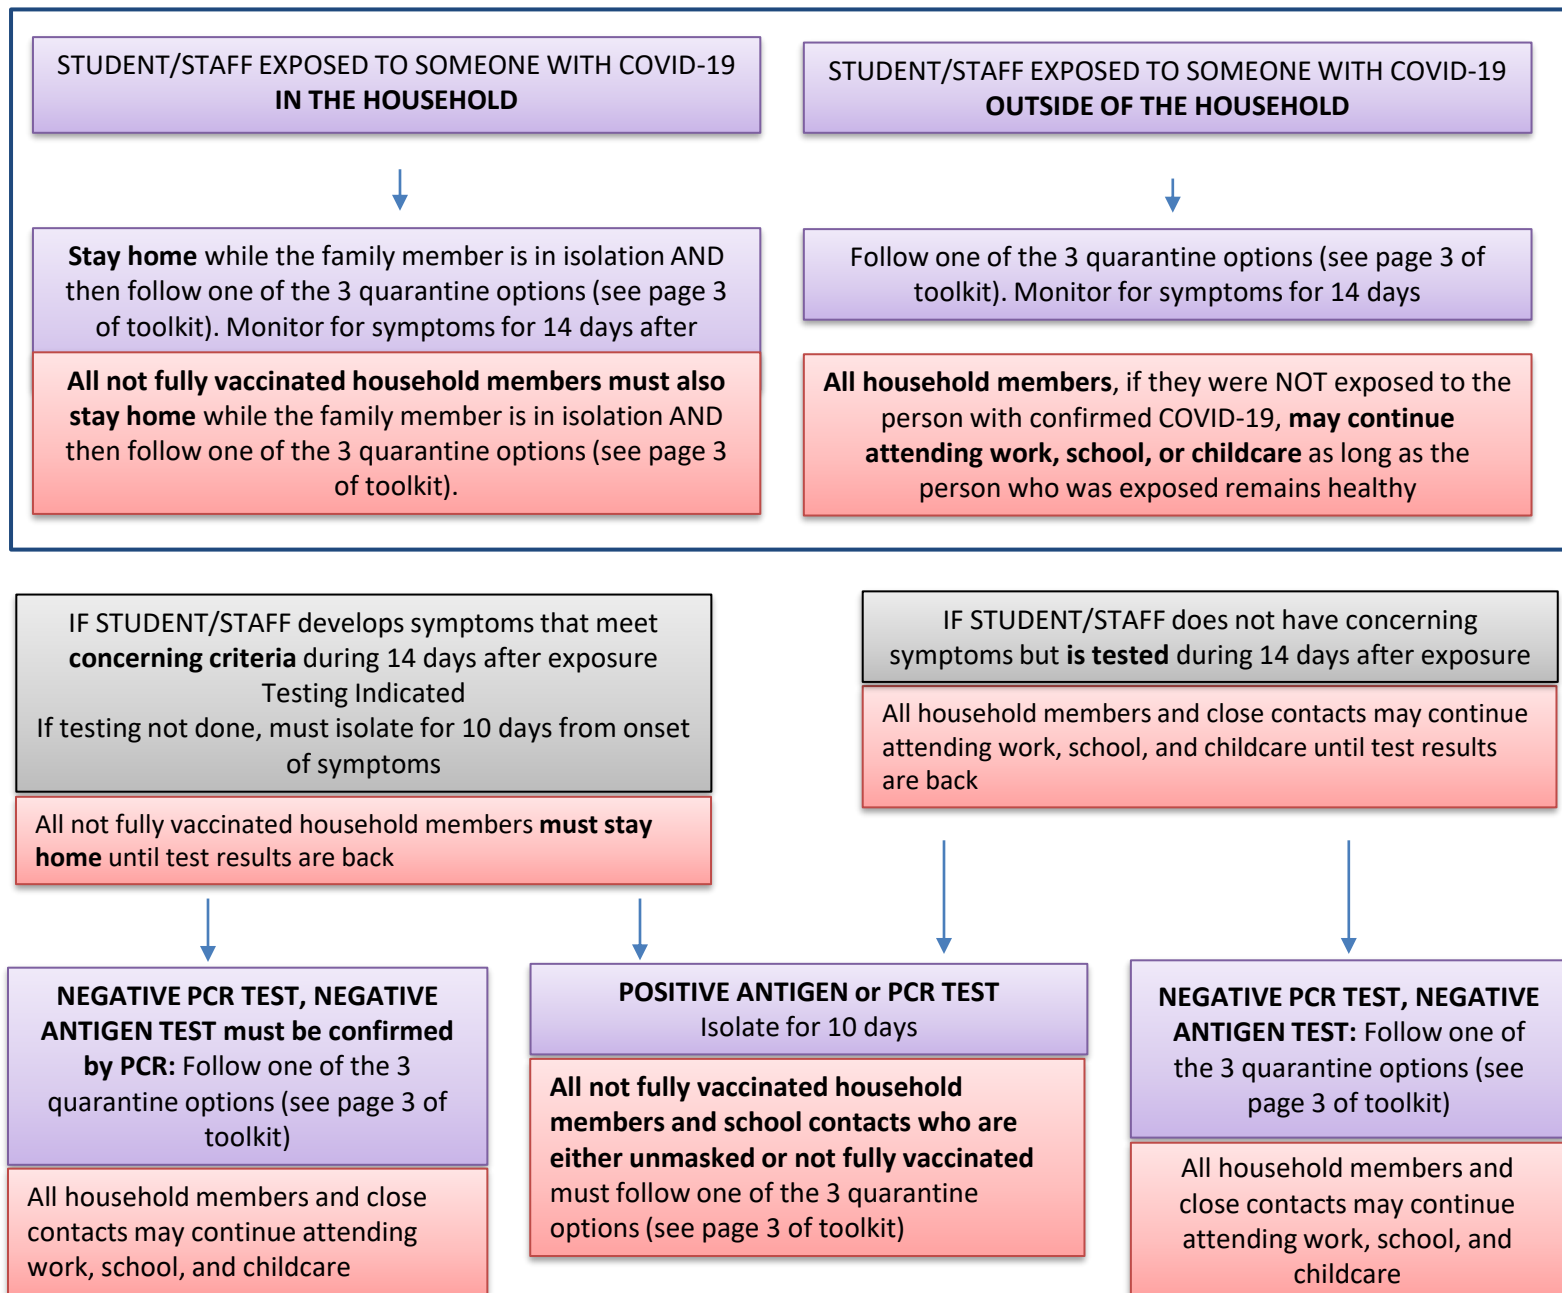 STUDENT/STAFF EXPOSED TO SOMEONE WITH COVID-19
IN THE HOUSEHOLD
STUDENT/STAFF EXPOSED TO SOMEONE WITH COVID-19
OUTSIDE OF THE HOUSEHOLD
Stay home while the family member is in isolation AND
then follow one of the 3 quarantine options (see page 3
of toolkit). Monitor for symptoms for 14 days after
All not fully vaccinated household members must also
stay home while the family member is in isolation AND
then follow one of the 3 quarantine options (see page 3
of toolkit).
Follow one of the 3 quarantine options (see page 3 of
toolkit). Monitor for symptoms for 14 days
All household members, if they were NOT exposed to the
person with confirmed COVID-19, may continue
attending work, school, or childcare as long as the
person who was exposed remains healthy
IF STUDENT/STAFF develops symptoms that meet
concerning criteria during 14 days after exposure
Testing Indicated
If testing not done, must isolate for 10 days from onset
of symptoms
All not fully vaccinated household members must stay
home until test results are back
IF STUDENT/STAFF does not have concerning
symptoms but is tested during 14 days after exposure
All household members and close contacts may continue
attending work, school, and childcare until test results
are back
NEGATIVE PCR TEST, NEGATIVE
ANTIGEN TEST must be confirmed
by PCR: Follow one of the 3
quarantine options (see page 3 of
toolkit)
All household members and close
contacts may continue attending
work, school, and childcare
POSITIVE ANTIGEN or PCR TEST
Isolate for 10 days
All not fully vaccinated household
members and school contacts who are
either unmasked or not fully vaccinated
must follow one of the 3 quarantine
options (see page 3 of toolkit)
NEGATIVE PCR TEST, NEGATIVE
ANTIGEN TEST: Follow one of
the 3 quarantine options (see
page 3 of toolkit)
All household members and
close contacts may continue
attending work, school, and
childcare